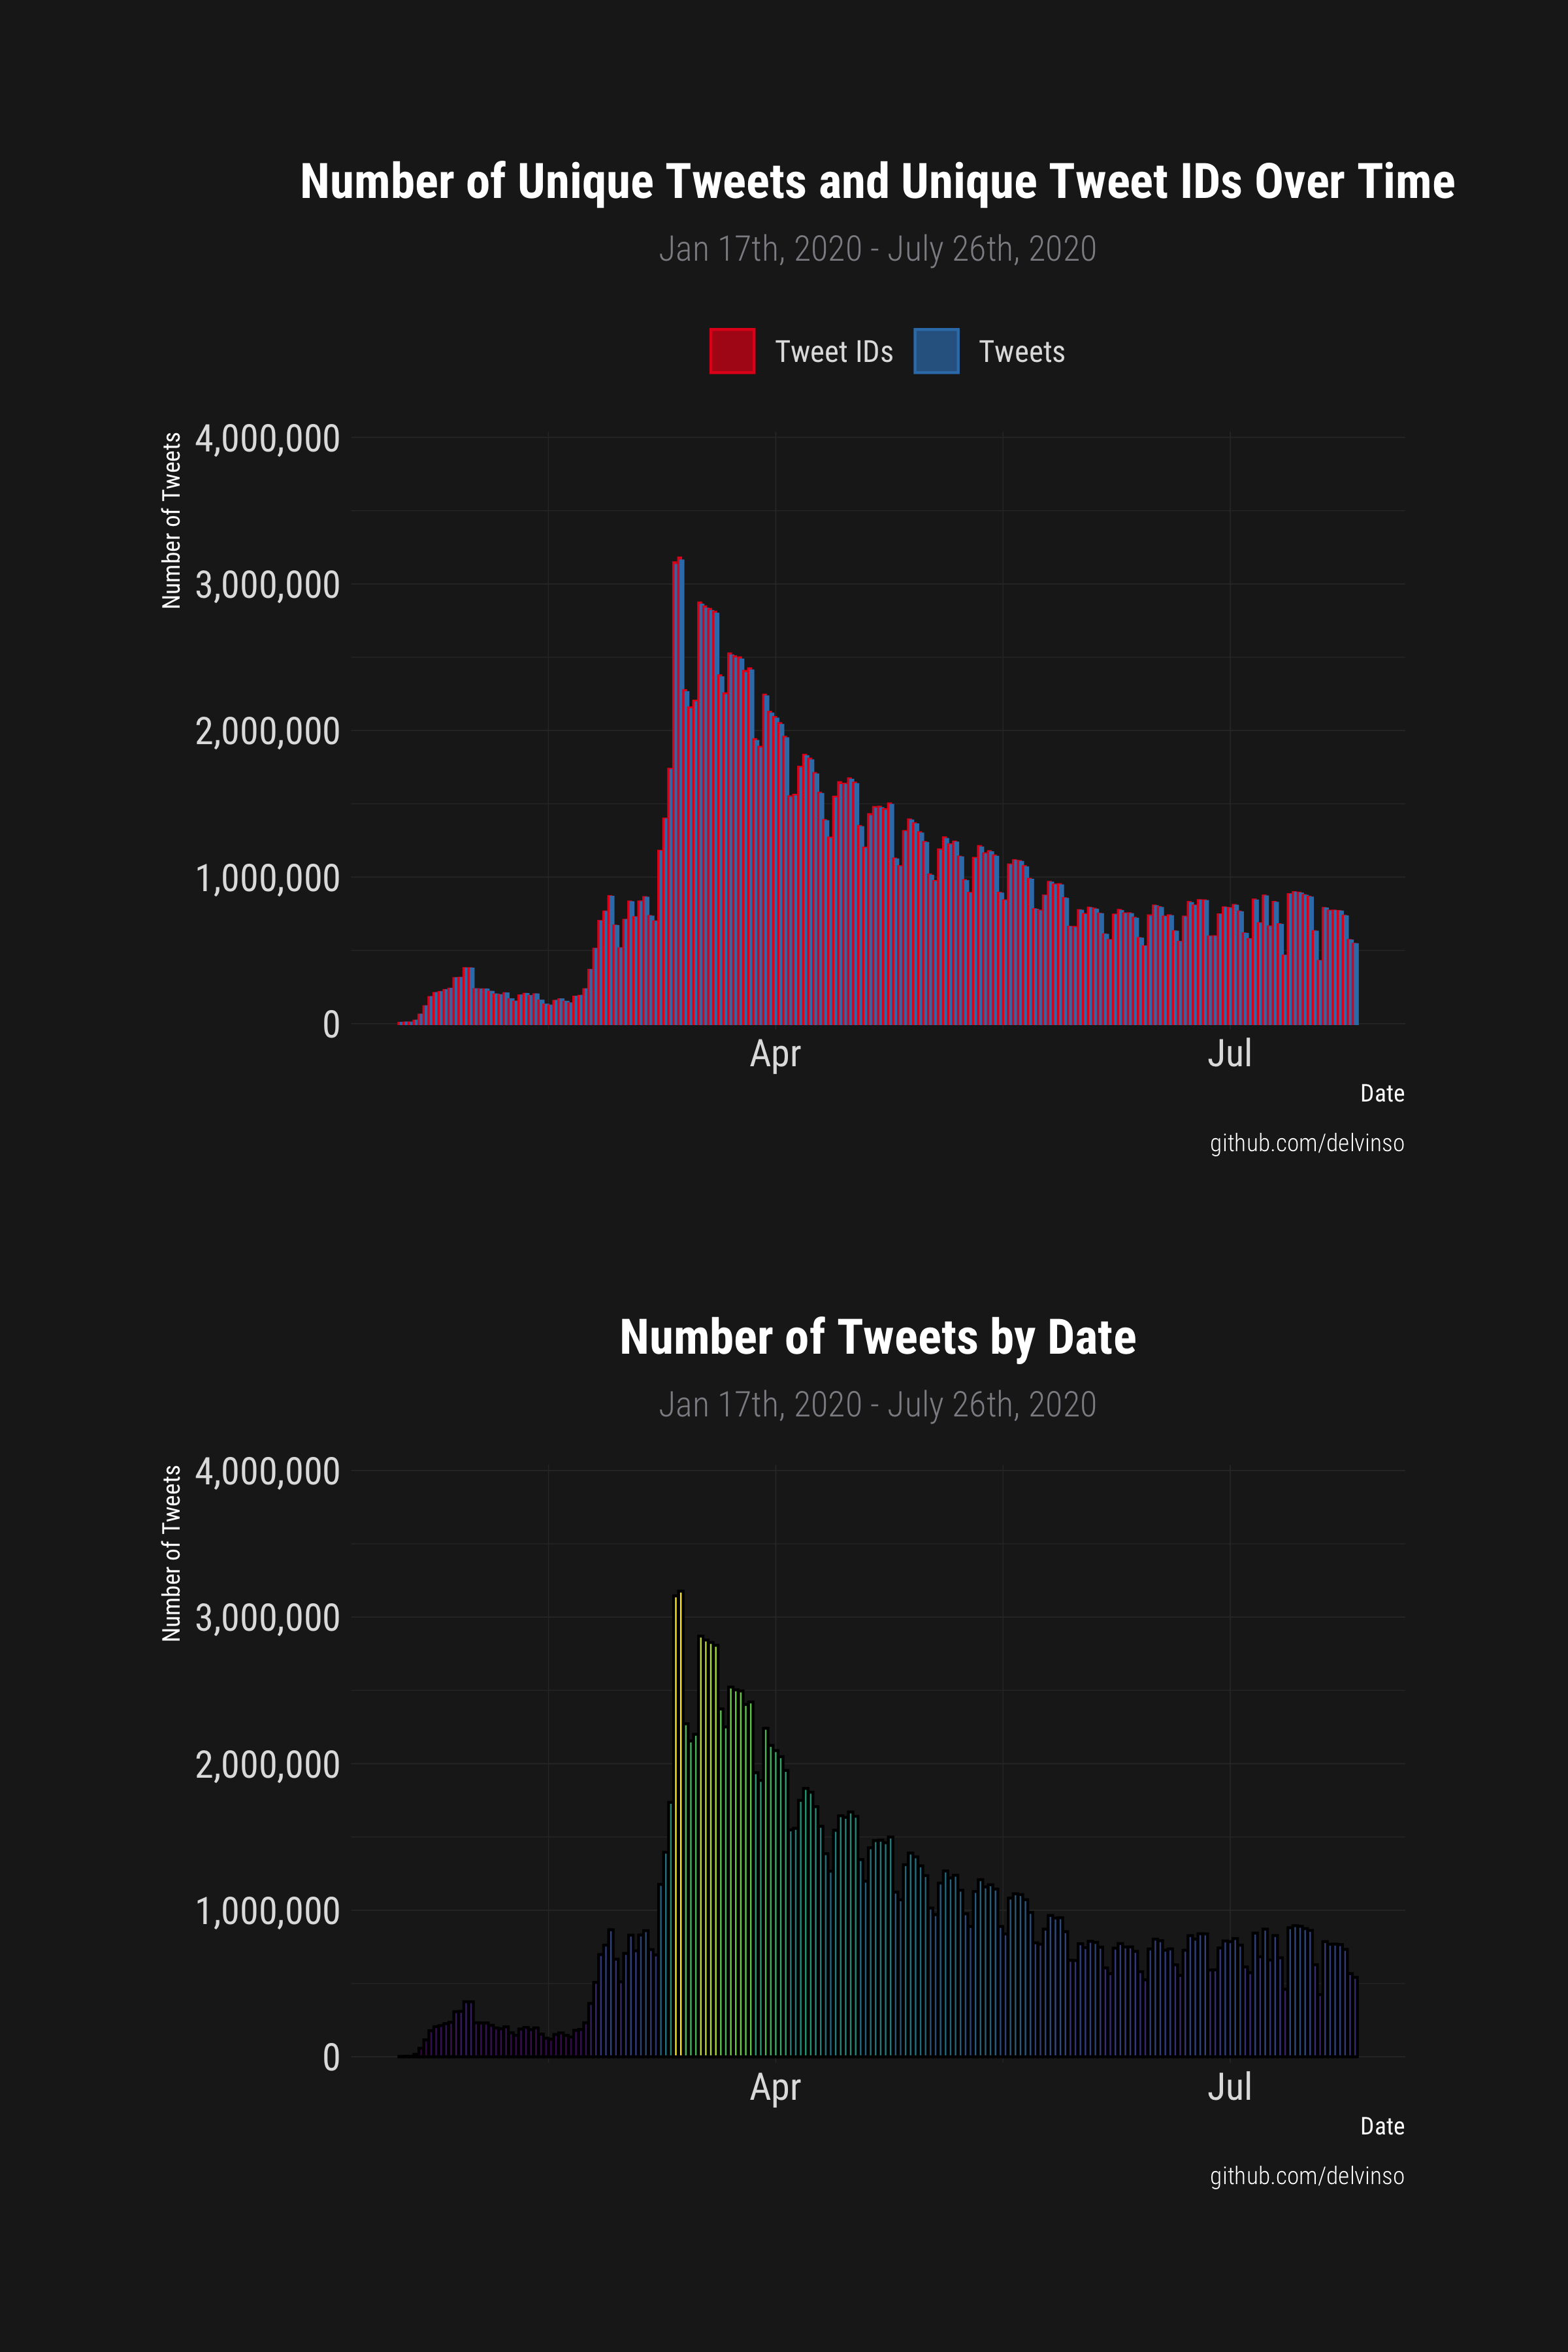 Number of Unique Tweets and Unique Tweet IDs Over Time
Jan 17th, 2020 - July 26th, 2020
Tweet IDs
Tweets
Number of Tweets
4,000,000
3,000,000
2,000,000
1,000,000
0
Apr
Jul
Date
github.com/delvinso
Number of Tweets by Date
Jan 17th, 2020 - July 26th, 2020
Number of Tweets
4,000,000
3,000,000
2,000,000
1,000,000
0
Apr
Jul
Date
github.com/delvinso